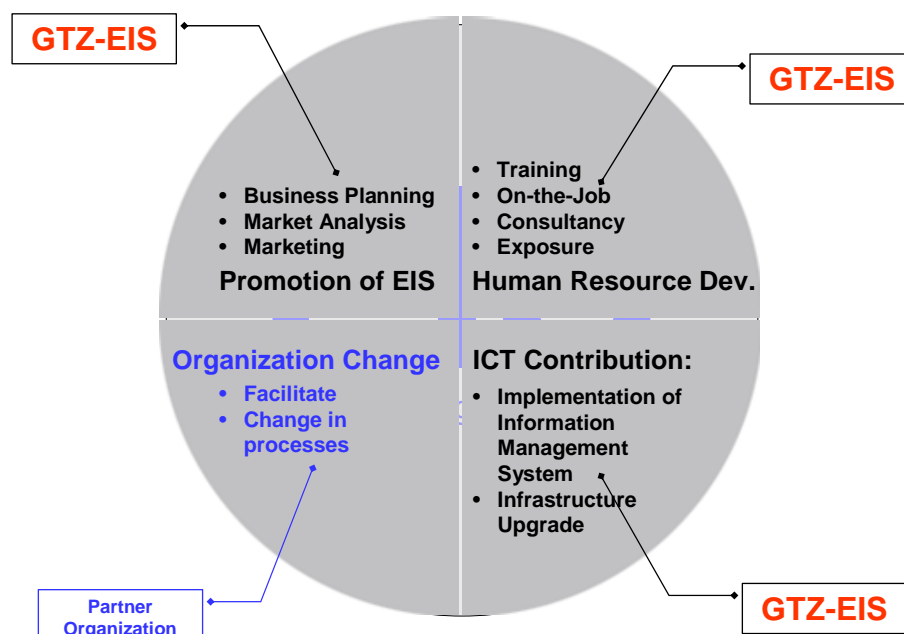 GTZ-EIS
GTZ-EIS
• Business Planning
• Market Analysis
• Marketing
Promotion of EIS
• Training
• On-the-Job
• Consultancy
• Exposure
Human Resource Dev.
Organization Change
• Facilitate
• Change in
processes
ICT Contribution:
• Implementation of
Information
Management
System
• Infrastructure
Upgrade
Partner
Organization
GTZ-EIS